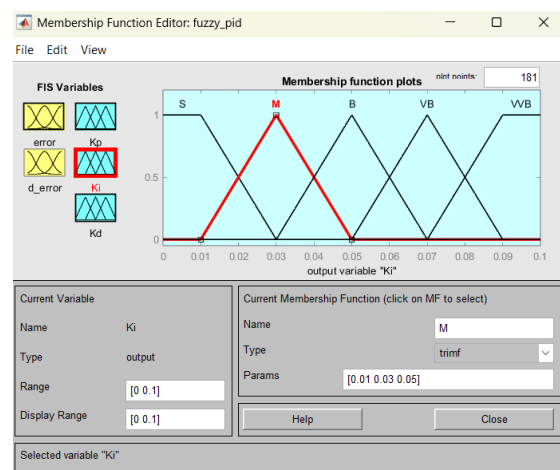 Membership Function Editor: fuzzy_pid
File Edit View
FIS Variables
error
Kp
d_error
Ki
Kd
Membership function plots
plot points:
181
S M B VB VVB
1
0.5
0
0 0.01 0.02 0.03 0.04 0.05 0.06 0.07 0.08 0.09 0.1
output variable "Ki"
Current Variable
Name Ki
Type output
Range [0 0.1]
Display Range [0 0.1]
Current Membership Function (click on MF to select)
Name M
Type trimf
Params [0.01 0.03 0.05]
Help Close
Selected variable "Ki"